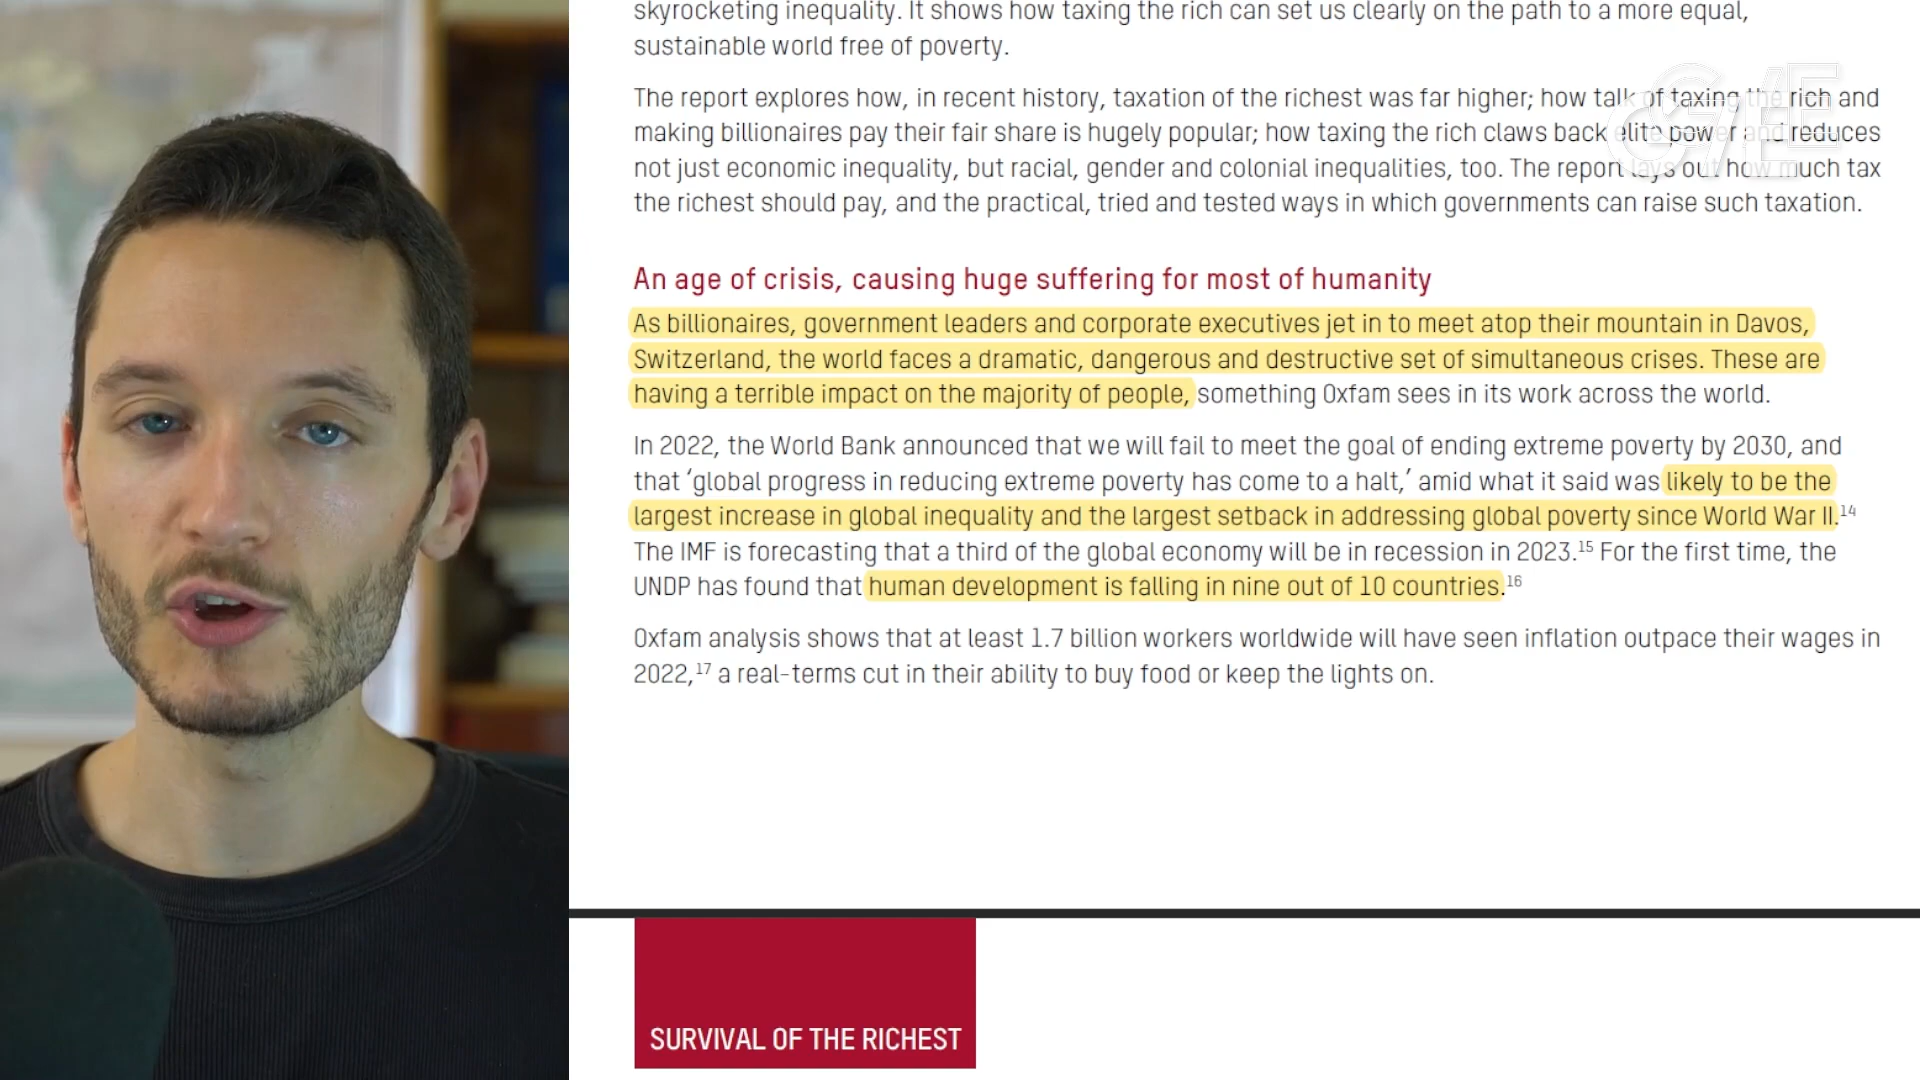 skyrocketing inequality. It shows how taxing the rich can set us clearly on the path to a more equal,
sustainable world free of poverty.
The report explores how, in recent history, taxation of the richest was far higher; how talk of taxing the rich and
making billionaires pay their fair share is hugely popular; how taxing the rich claws back elite power and reduces
not just economic inequality, but racial, gender and colonial inequalities, too. The report lays out how much tax
the richest should pay, and the practical, tried and tested ways in which governments can raise such taxation.
An age of crisis, causing huge suffering for most of humanity
As billionaires, government leaders and corporate executives jet in to meet atop their mountain in Davos,
Switzerland, the world faces a dramatic, dangerous and destructive set of simultaneous crises. These are
having a terrible impact on the majority of people, something Oxfam sees in its work across the world.
In 2022, the World Bank announced that we will fail to meet the goal of ending extreme poverty by 2030, and
that ‘global progress in reducing extreme poverty has come to a halt,’ amid what it said was likely to be the
largest increase in global inequality and the largest setback in addressing global poverty since World War II.14
The IMF is forecasting that a third of the global economy will be in recession in 2023.15 For the first time, the
UNDP has found that human development is falling in nine out of 10 countries.16
Oxfam analysis shows that at least 1.7 billion workers worldwide will have seen inflation outpace their wages in
2022,17 a real-terms cut in their ability to buy food or keep the lights on.
SURVIVAL OF THE RICHEST